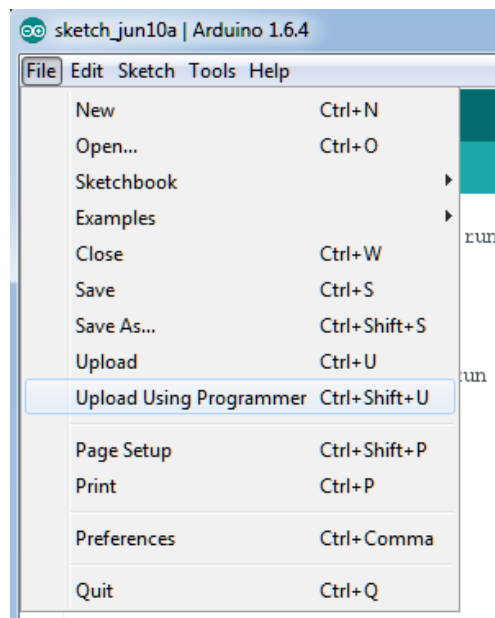 sketch_jun10a | Arduino 1.6.4
File Edit Sketch Tools Help
New Ctrl+N
Open... Ctrl+O
Sketchbook
Examples
run
Close Ctrl+W
Save Ctrl+S
Save As... Ctrl+Shift+S
Upload Ctrl+U
un
Upload Using Programmer Ctrl+Shift+U
Page Setup Ctrl+Shift+P
Print Ctrl+P
Preferences Ctrl+Comma
Quit Ctrl+Q